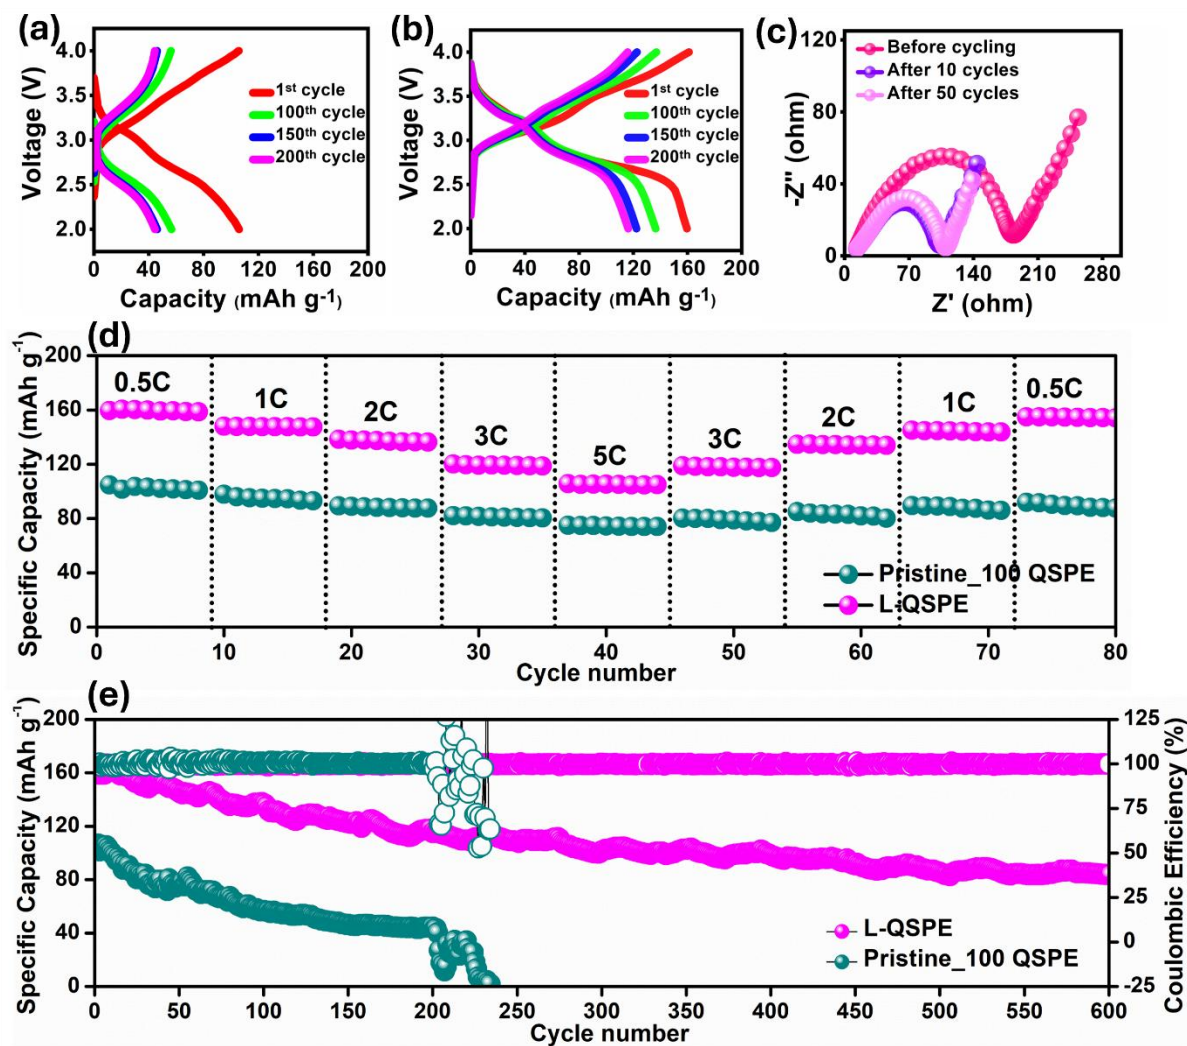 (a)
Voltage (V)
4.0
3.5
3.0
2.5
2.0
1st cycle
100th cycle
150th cycle
200th cycle
0 40 80 120 160 200
Capacity (mAh g-1)
(b)
Voltage (V)
4.0
3.5
3.0
2.5
2.0
1st cycle
100th cycle
150th cycle
200th cycle
0 40 80 120 160 200
Capacity (mAh g-1)
(c)
-Z" (ohm)
120
80
40
0
Before cycling
After 10 cycles
After 50 cycles
70 140 210 280
Z' (ohm)
(d)
Specific Capacity (mAh g-1)
200
160
120
80
40
0
0.5C
1C
2C
3C
5C
3C
2C
1C
0.5C
Pristine_100 QSPE
L-QSPE
0 10 20 30 40 50 60 70 80
Cycle number
(e)
Specific Capacity (mAh g-1)
200
160
120
80
40
0
L-QSPE
Pristine_100 QSPE
125
100
75
50
25
0
-25
Coulombic Efficiency (%)
0 50 100 150 200 250 300 350 400 450 500 550 600
Cycle number